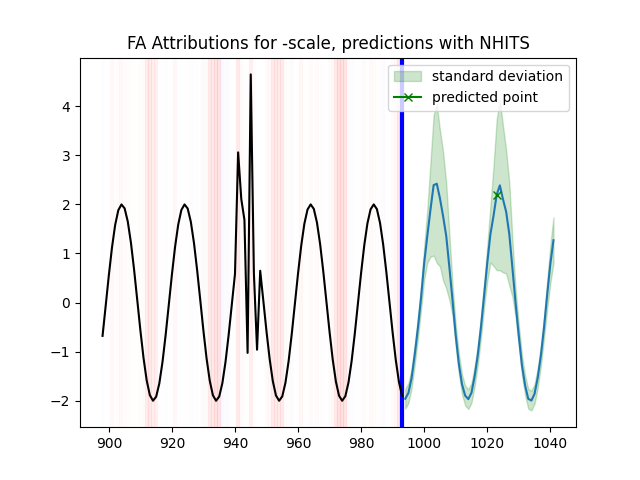 FA Attributions for -scale, predictions with NHITS
standard deviation
predicted point
4
3
2
1
0
−1
−2
900 920 940 960 980 1000 1020 1040